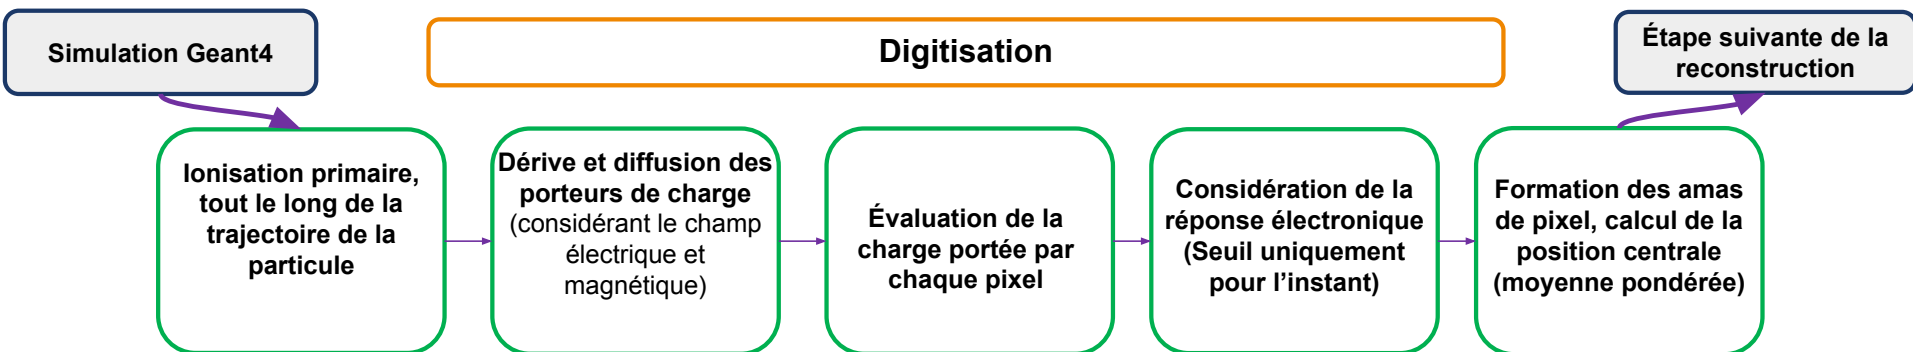 Simulation Geant4
Digitisation
Étape suivante de la
reconstruction
Ionisation primaire,
tout le long de la
trajectoire de la
particule
Dérive et diffusion des
porteurs de charge
(considérant le champ
électrique et
magnétique)
Évaluation de la
charge portée par
chaque pixel
Considération de la
réponse électronique
(Seuil uniquement
pour l’instant)
Formation des amas
de pixel, calcul de la
position centrale
(moyenne pondérée)